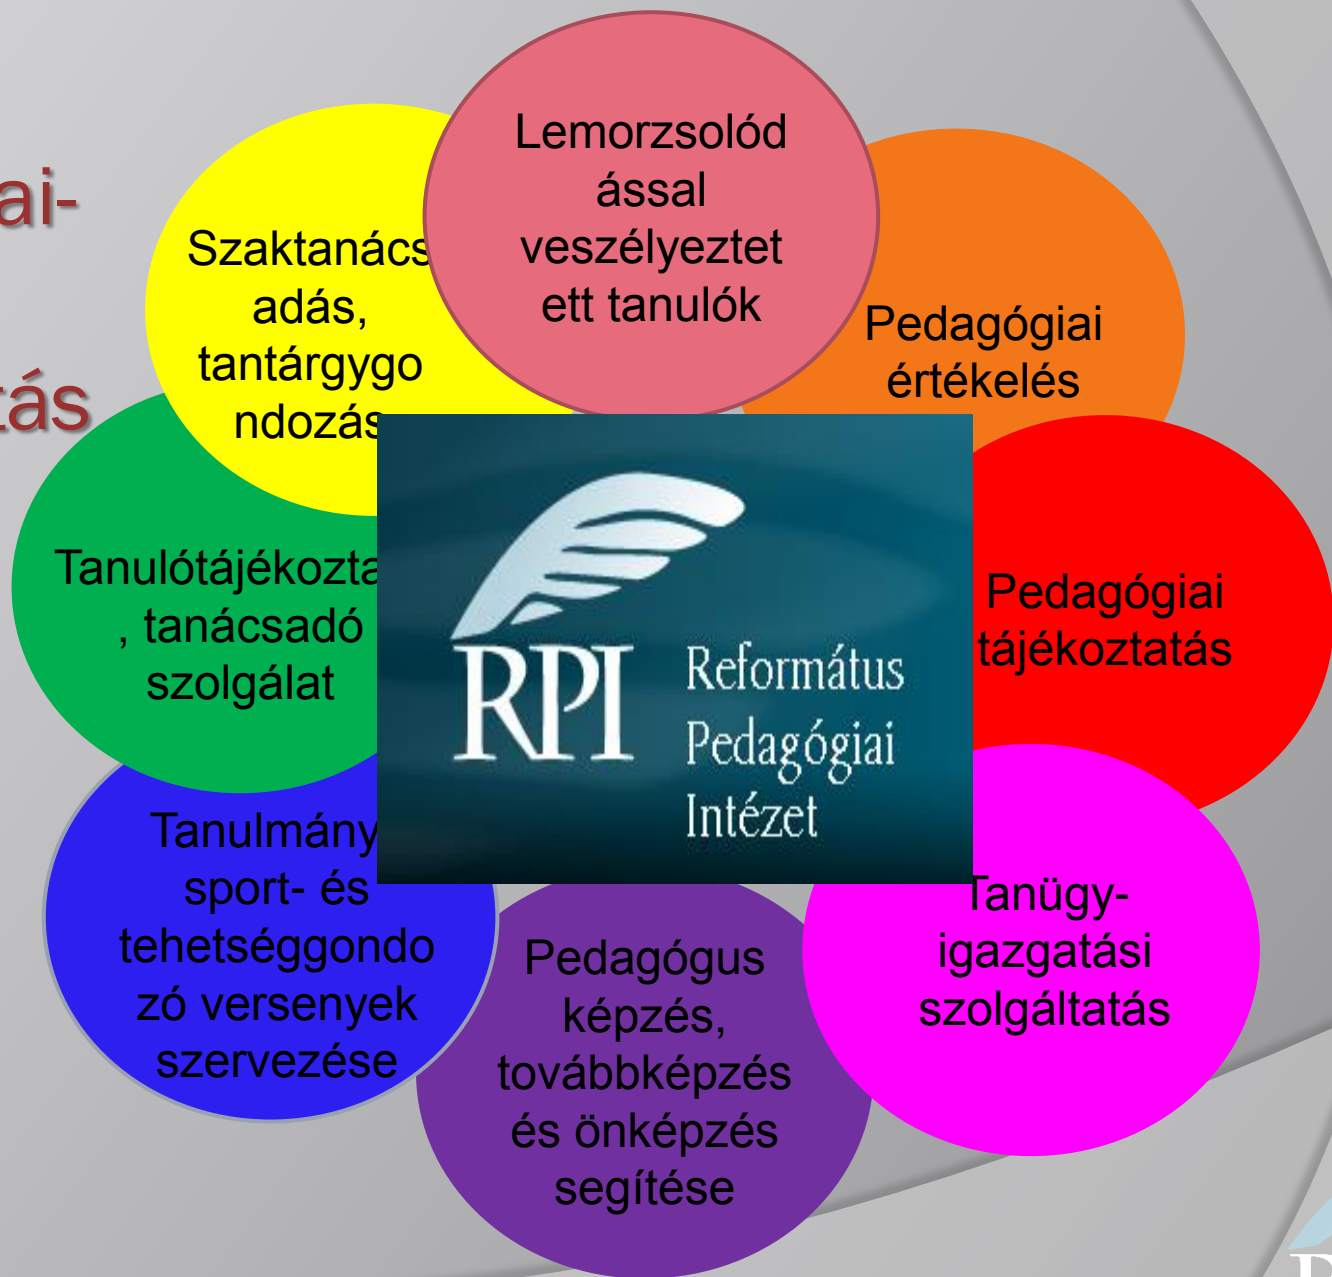 ai-
tás
Lemorzsolód
ással
veszélyeztet
ett tanulók
Pedagógiai
értékelés
Pedagógiai
tájékoztatás
Tanügy-
igazgatási
szolgáltatás
Pedagógus
képzés,
továbbképzés
és önképzés
segítése
Tanulmány
sport- és
tehetséggondo
zó versenyek
szervezése
Tanulótájékozta
, tanácsadó
szolgálat
Szaktanács
adás,
tantárgygo
ndozás
RPI
Református
Pedagógiai
Intézet